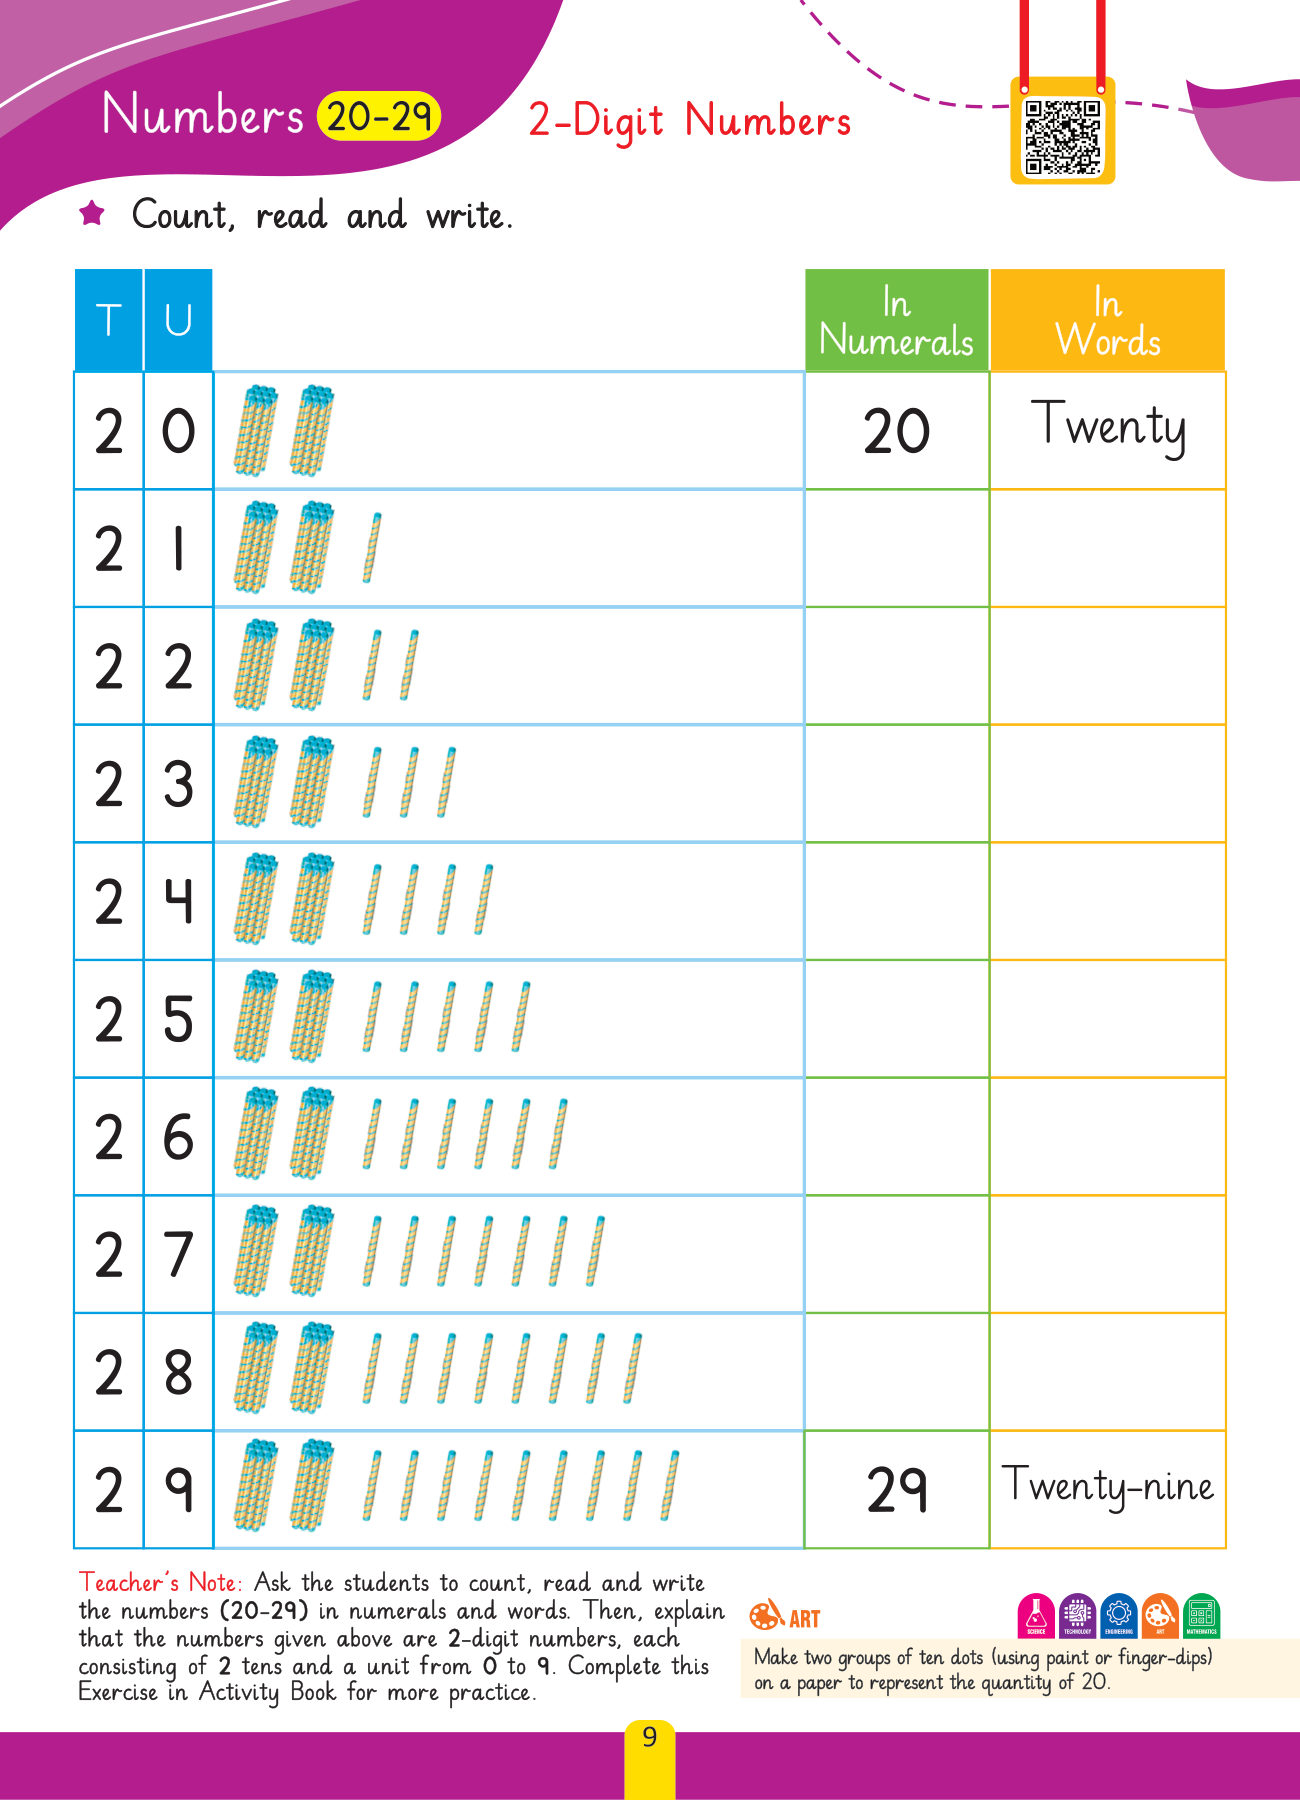 Numbers 20-29
2-Digit Numbers
Count, read and write.
T U In Numerals In Words
2 0 20 Twenty
2 1
2 2
2 3
2 4
2 5
2 6
2 7
2 8
2 9 29 Twenty-nine
Teacher's Note: Ask the students to count, read and write
the numbers (20-29) in numerals and words. Then, explain
that the numbers given above are 2-digit numbers, each
consisting of 2 tens and a unit from 0 to 9. Complete this
Exercise in Activity Book for more practice.
ART
SCIENCE TECHNOLOGY ENGINEERING ART MATHEMATICS
Make two groups of ten dots (using paint or finger-dips)
on a paper to represent the quantity of 20.
9